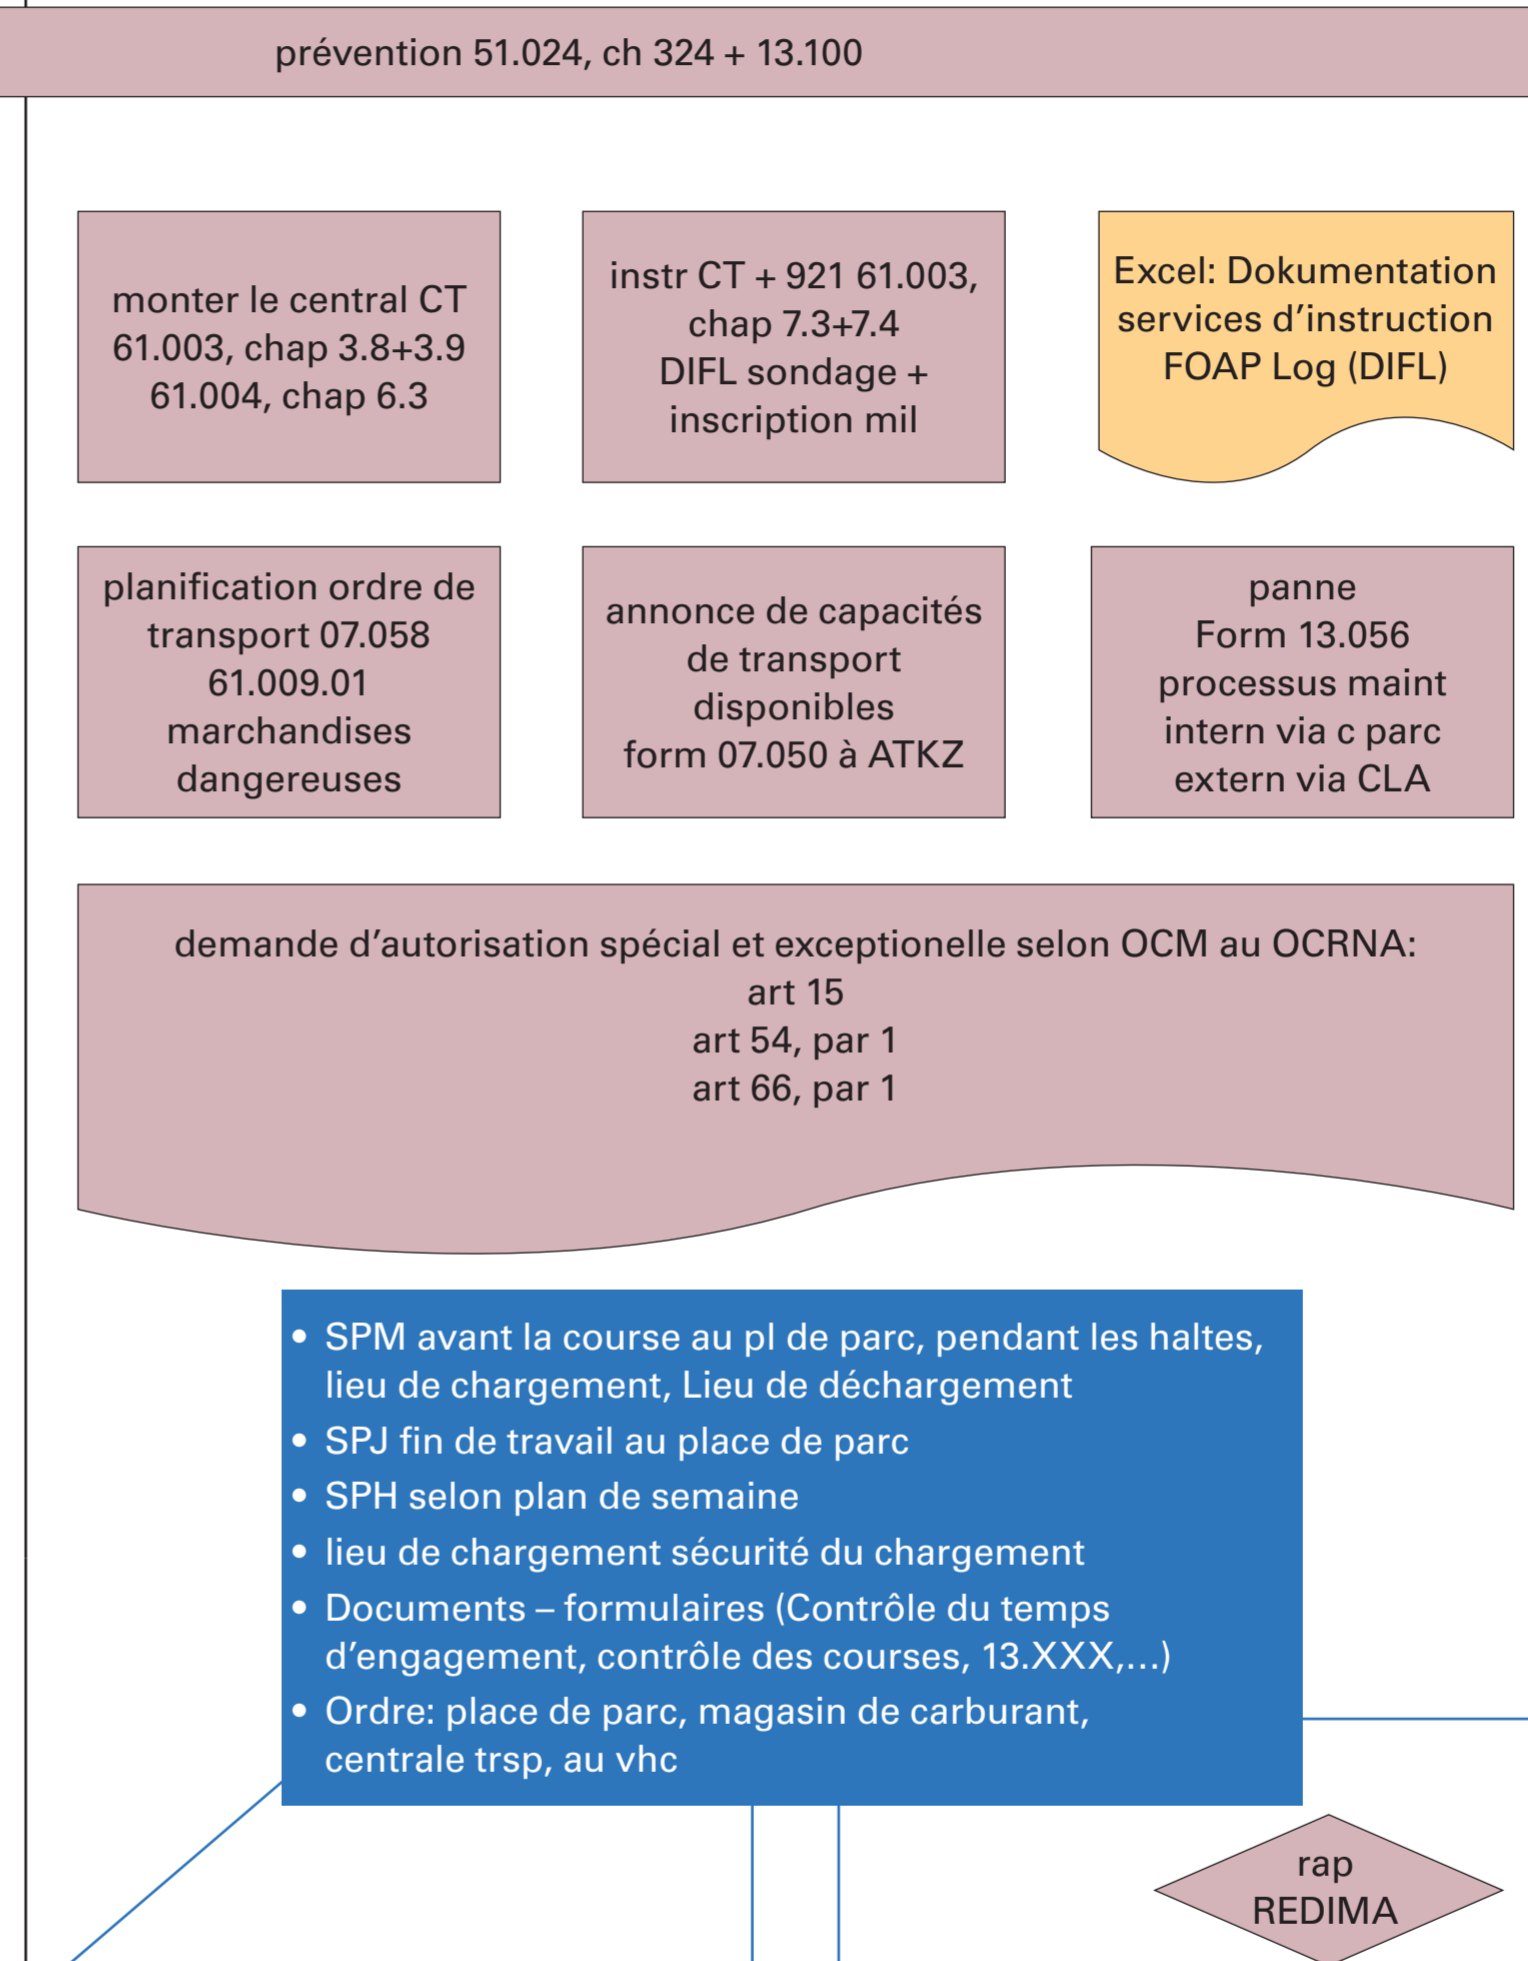 prévention 51.024, ch 324 + 13.100
monter le central CT
61.003, chap 3.8+3.9
61.004, chap 6.3
instr CT + 921 61.003,
chap 7.3+7.4
DIFL sondage +
inscription mil
Excel: Dokumentation
services d’instruction
FOAP Log (DIFL)
planification ordre de
transport 07.058
61.009.01
marchandises
dangereuses
annonce de capacités
de transport
disponibles
form 07.050 à ATKZ
panne
Form 13.056
processus maint
intern via c parc
extern via CLA
demande d’autorisation spécial et exceptionelle selon OCM au OCRNA:
art 15
art 54, par 1
art 66, par 1
• SPM avant la course au pl de parc, pendant les haltes,
lieu de chargement, Lieu de déchargement
• SPJ fin de travail au place de parc
• SPH selon plan de semaine
• lieu de chargement sécurité du chargement
• Documents – formulaires (Contrôle du temps
d’engagement, contrôle des courses, 13.XXX,…)
• Ordre: place de parc, magasin de carburant,
centrale trsp, au vhc
rap
REDIMA